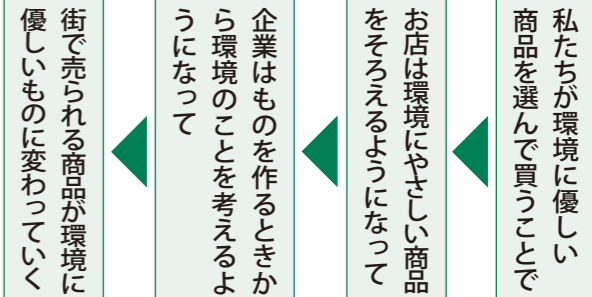 私たちが環境に優しい
商品を選んで買うことで
お店は環境にやさしい商品
をそろえるようになって
企業はものを作るときか
ら環境のことを考えるよ
うになって
街で売られる商品が環境に
優しいものに変わっていく